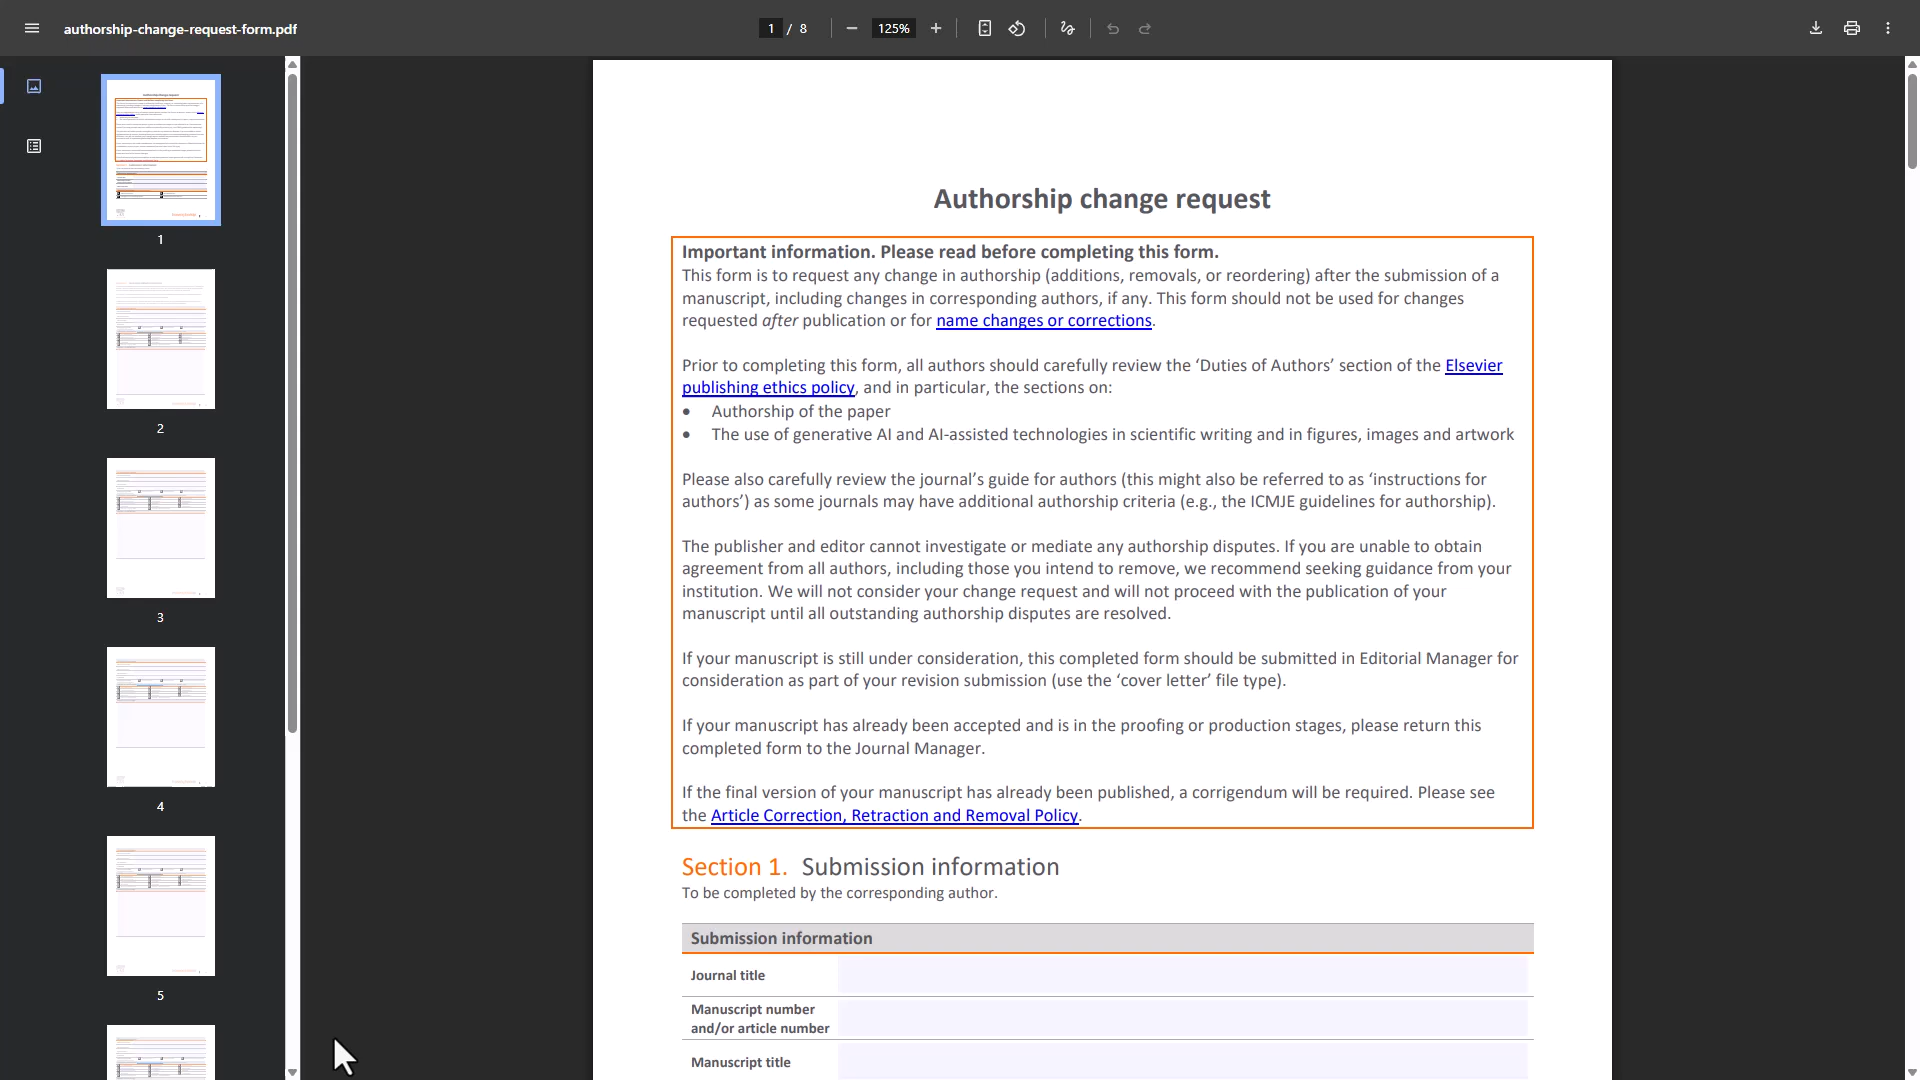 authorship-change-request-form.pdf
1 / 8
125%
1
2
3
4
5
Authorship change request
Important information. Please read before completing this form.
This form is to request any change in authorship (additions, removals, or reordering) after the submission of a
manuscript, including changes in corresponding authors, if any. This form should not be used for changes
requested after publication or for name changes or corrections.
Prior to completing this form, all authors should carefully review the ‘Duties of Authors’ section of the Elsevier
publishing ethics policy, and in particular, the sections on:
• Authorship of the paper
• The use of generative AI and AI-assisted technologies in scientific writing and in figures, images and artwork
Please also carefully review the journal’s guide for authors (this might also be referred to as ‘instructions for
authors’) as some journals may have additional authorship criteria (e.g., the ICMJE guidelines for authorship).
The publisher and editor cannot investigate or mediate any authorship disputes. If you are unable to obtain
agreement from all authors, including those you intend to remove, we recommend seeking guidance from your
institution. We will not consider your change request and will not proceed with the publication of your
manuscript until all outstanding authorship disputes are resolved.
If your manuscript is still under consideration, this completed form should be submitted in Editorial Manager for
consideration as part of your revision submission (use the ‘cover letter’ file type).
If your manuscript has already been accepted and is in the proofing or production stages, please return this
completed form to the Journal Manager.
If the final version of your manuscript has already been published, a corrigendum will be required. Please see
the Article Correction, Retraction and Removal Policy.
Section 1. Submission information
To be completed by the corresponding author.
Submission information
Journal title
Manuscript number
and/or article number
Manuscript title